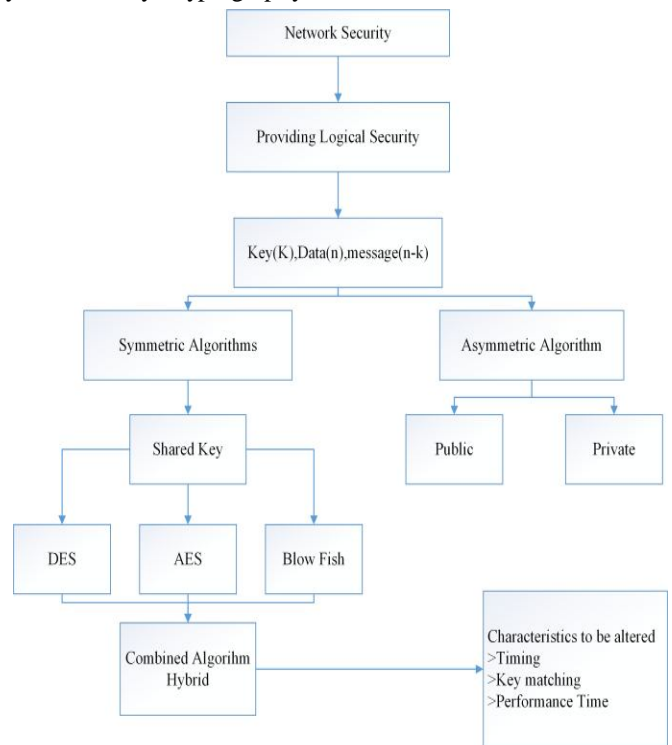 Network Security
Providing Logical Security
Key(K),Data(n),message(n-k)
Symmetric Algorithms
Asymmetric Algorithm
Shared Key
Public
Private
DES
AES
Blow Fish
Combined Algorihm
Hybrid
Characteristics to be altered
>Timing
>Key matching
>Performance Time